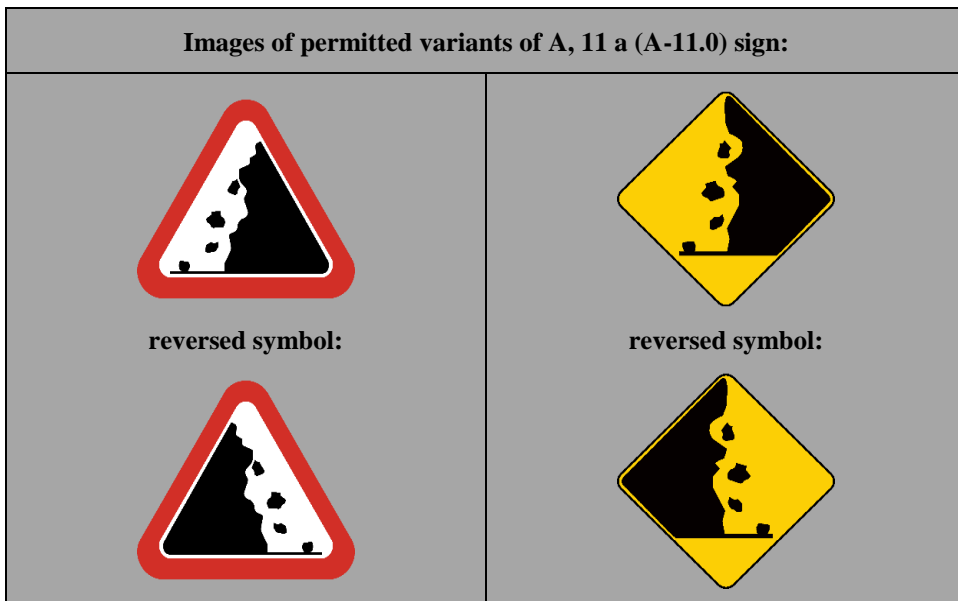 Images of permitted variants of A, 11 a (A-11.0) sign:
reversed symbol:
reversed symbol: